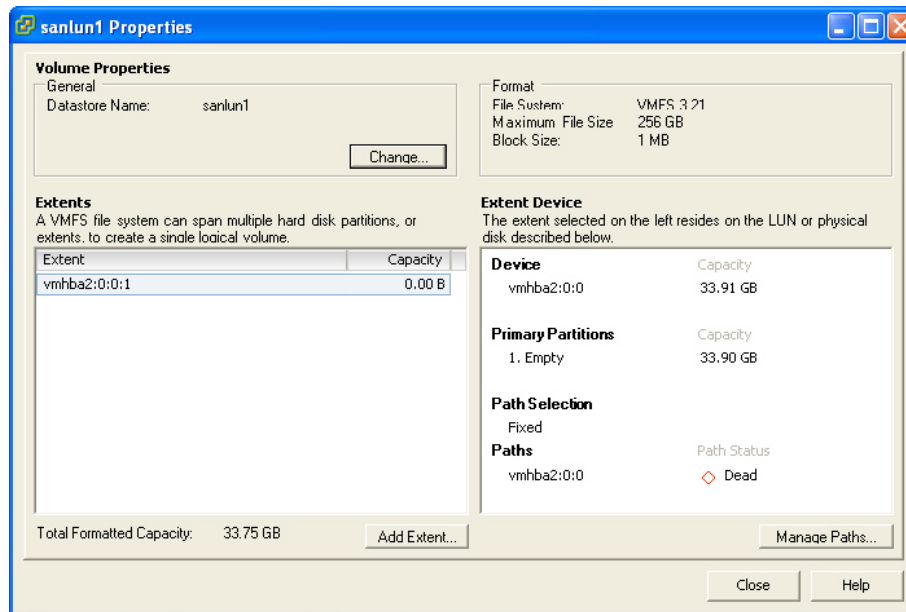 sanlun1 Properties
Volume Properties
General
Datastore Name: sanlun1
Change...
Format
File System: VMFS 3.21
Maximum File Size 256 GB
Block Size: 1 MB
Extents
A VMFS file system can span multiple hard disk partitions, or
extents, to create a single logical volume.
Extent Capacity
vmhba2:0:0:1 0.00 B
Total Formatted Capacity: 33.75 GB
Add Extent...
Extent Device
The extent selected on the left resides on the LUN or physical
disk described below.
Device Capacity
vmhba2:0:0 33.91 GB
Primary Partitions Capacity
1. Empty 33.90 GB
Path Selection
Fixed
Paths Path Status
vmhba2:0:0 Dead
Manage Paths...
Close Help